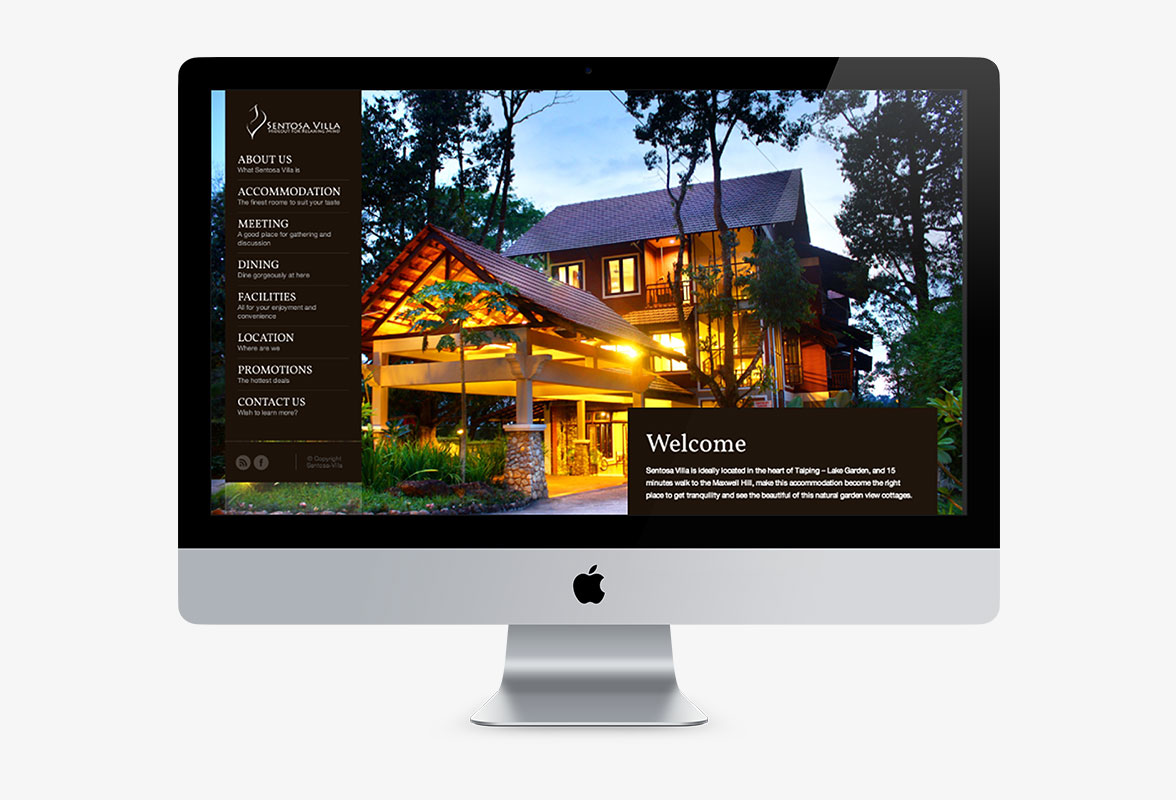 SENTOSA VILLA
HIDEOUT FOR RELAXING MIND
ABOUT US
What Sentosa Villa is
ACCOMMODATION
The finest rooms to suit your taste
MEETING
A good place for gathering and
discussion
DINING
Dine gorgeously at here
FACILITIES
All for your enjoyment and
convenience
LOCATION
Where are we
PROMOTIONS
The hottest deals
CONTACT US
Wish to learn more?
© Copyright
Sentosa-Villa
Welcome
Sentosa Villa is ideally located in the heart of Taiping – Lake Garden, and 15
minutes walk to the Maxwell Hill, make this accommodation become the right
place to get tranquility and see the beautiful of this natural garden view cottages.